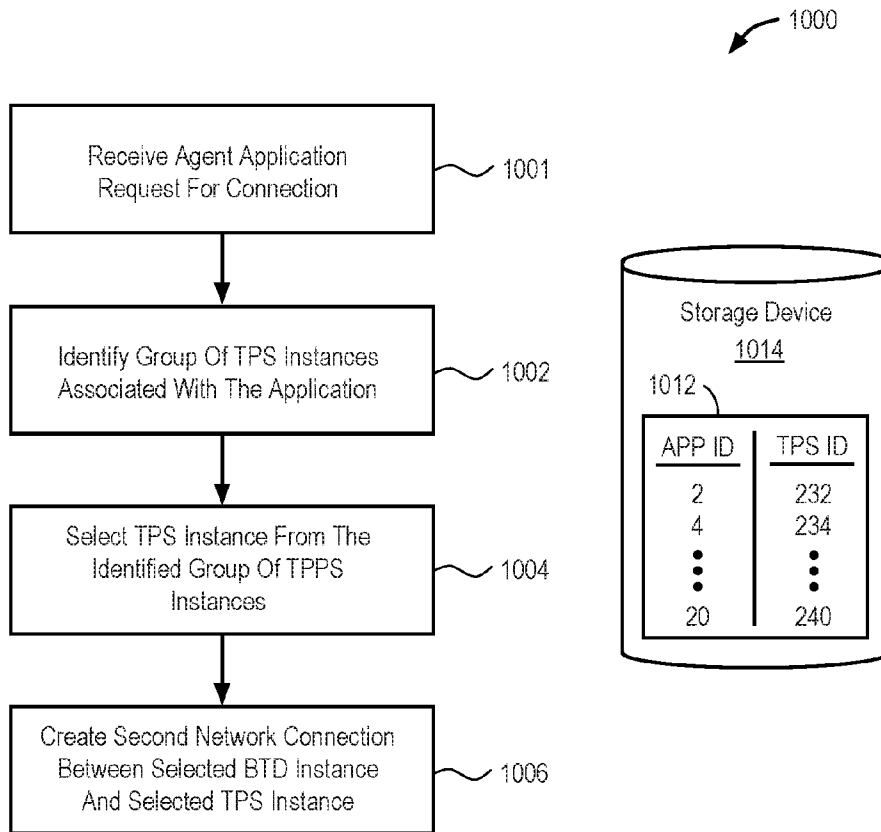 1000
Receive Agent Application
Request For Connection
1001
Identify Group Of TPS Instances
Associated With The Application
1002
Select TPS Instance From The
Identified Group Of TPPS
Instances
1004
Create Second Network Connection
Between Selected BTD Instance
And Selected TPS Instance
1006
Storage Device
1014
1012
APP ID TPS ID
2 232
4 234
20 240